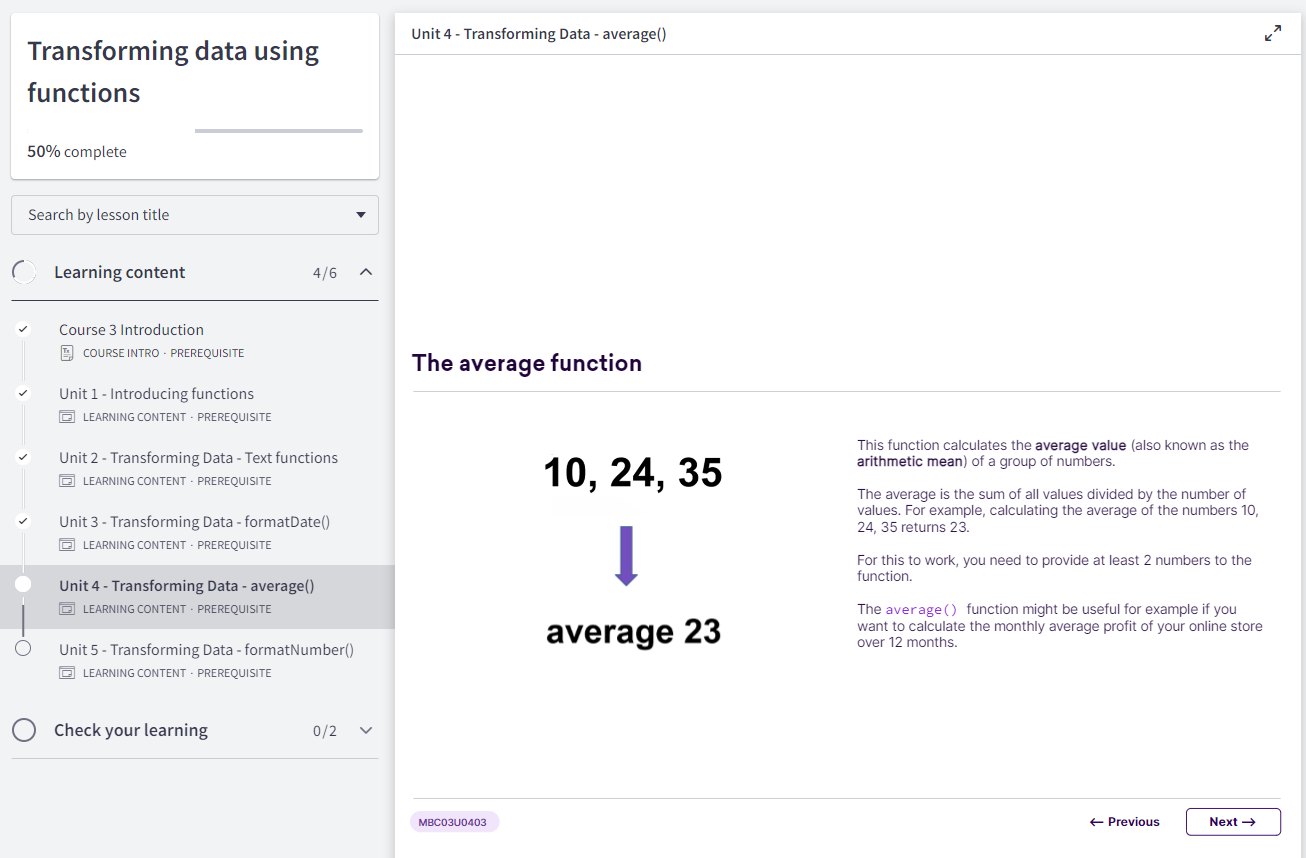 Transforming data using
functions
50% complete
Search by lesson title
Learning content 4/6
Course 3 Introduction
COURSE INTRO · PREREQUISITE
Unit 1 - Introducing functions
LEARNING CONTENT · PREREQUISITE
Unit 2 - Transforming Data - Text functions
LEARNING CONTENT · PREREQUISITE
Unit 3 - Transforming Data - formatDate()
LEARNING CONTENT · PREREQUISITE
Unit 4 - Transforming Data - average()
LEARNING CONTENT · PREREQUISITE
Unit 5 - Transforming Data - formatNumber()
LEARNING CONTENT · PREREQUISITE
Check your learning 0/2
Unit 4 - Transforming Data - average()
The average function
10, 24, 35
average 23
This function calculates the average value (also known as the
arithmetic mean) of a group of numbers.
The average is the sum of all values divided by the number of
values. For example, calculating the average of the numbers 10,
24, 35 returns 23.
For this to work, you need to provide at least 2 numbers to the
function.
The average() function might be useful for example if you
want to calculate the monthly average profit of your online store
over 12 months.
MBC03U0403
← Previous
Next →